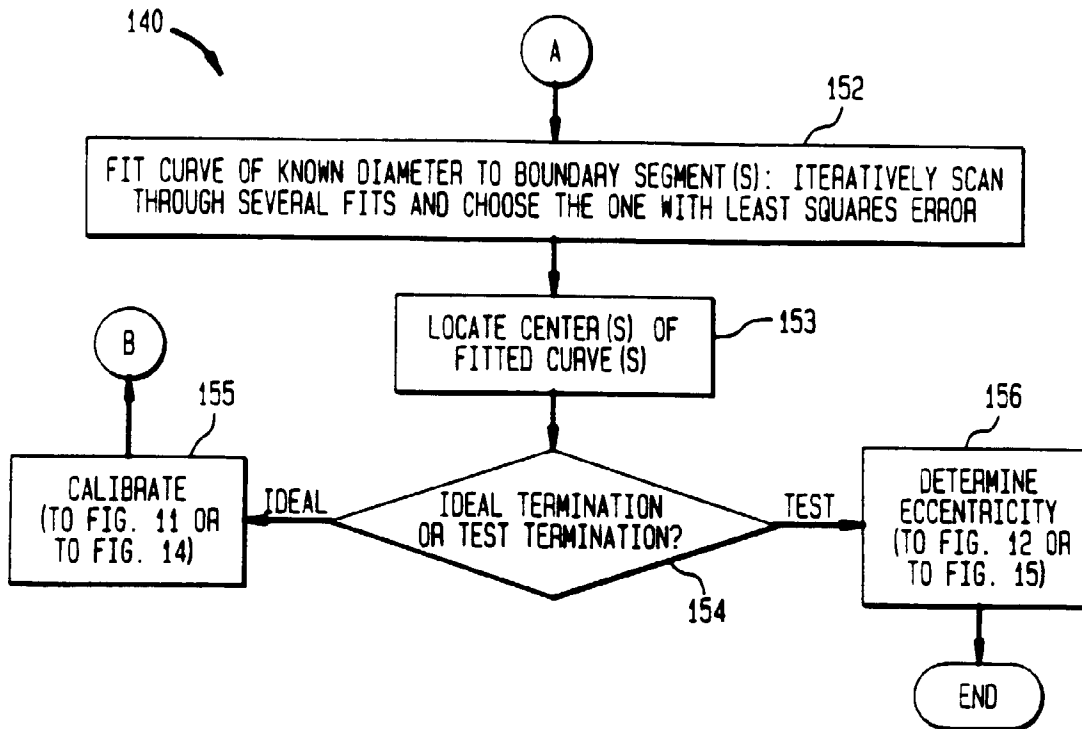 140
A
152
FIT CURVE OF KNOWN DIAMETER TO BOUNDARY SEGMENT(S): ITERATIVELY SCAN
THROUGH SEVERAL FITS AND CHOOSE THE ONE WITH LEAST SQUARES ERROR
LOCATE CENTER(S) OF
FITTED CURVE(S)
153
B
155
CALIBRATE
(TO FIG. 11 OR
TO FIG. 14)
IDEAL
IDEAL TERMINATION
OR TEST TERMINATION?
154
TEST
156
DETERMINE
ECCENTRICITY
(TO FIG. 12 OR
TO FIG. 15)
END